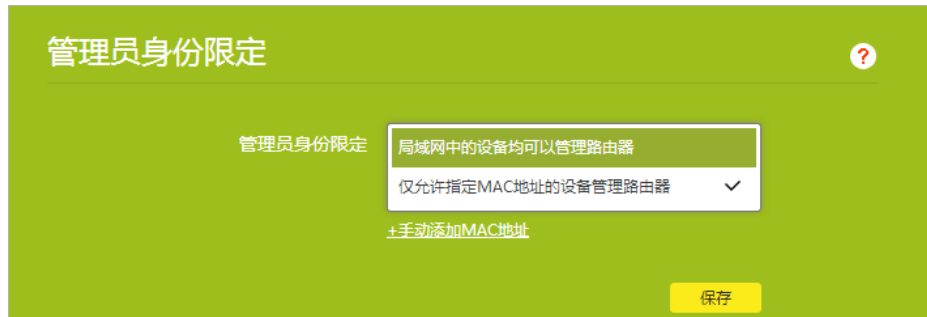 管理员身份限定
?
管理员身份限定
局域网中的设备均可以管理路由器
仅允许指定MAC地址的设备管理路由器
+手动添加MAC地址
保存